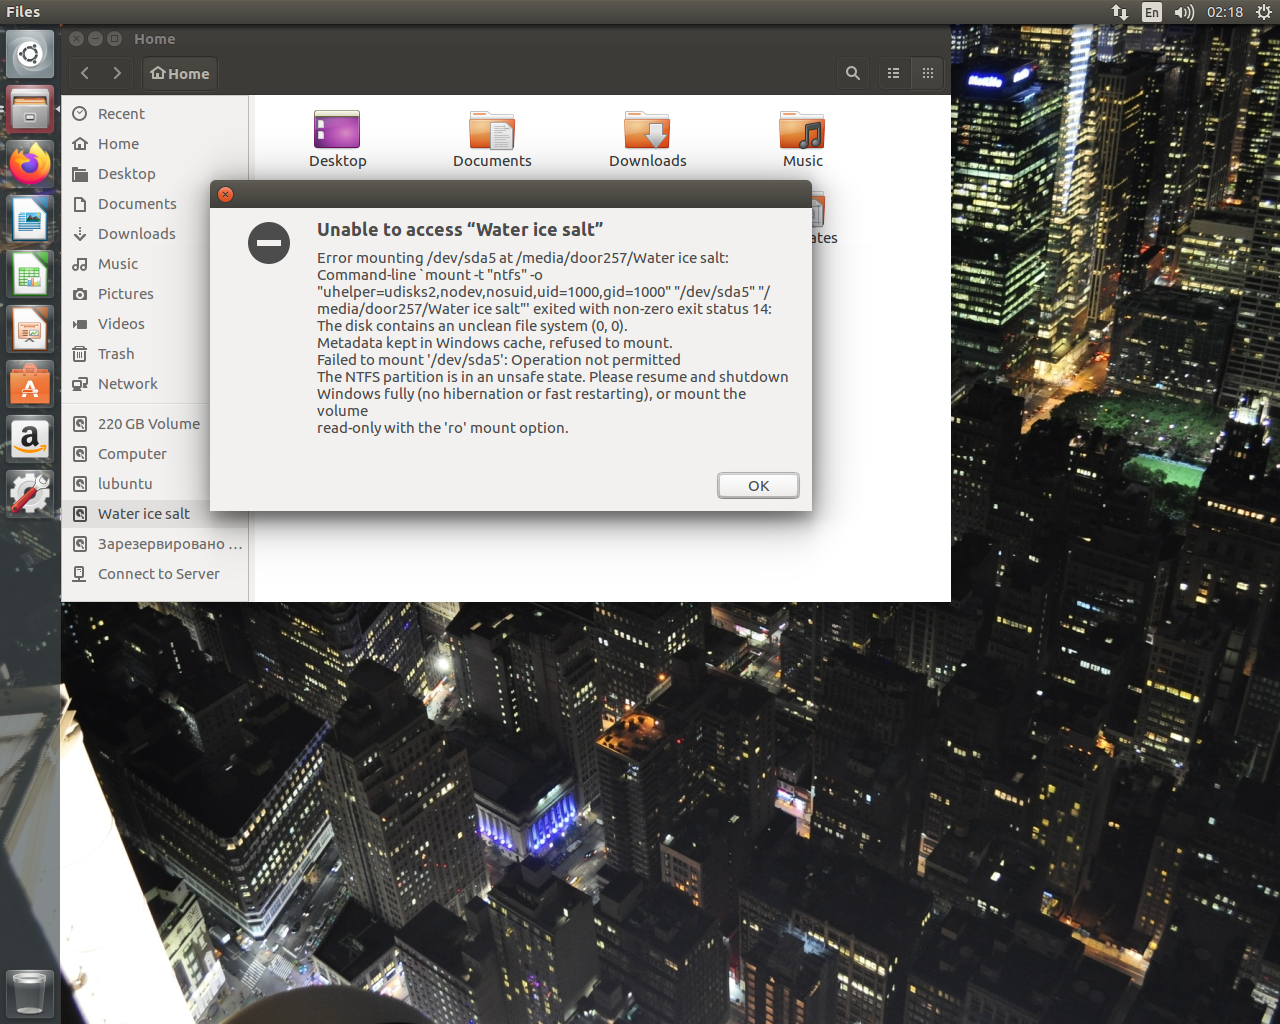 Files
En
02:18
Home
Home
Recent
Home
Desktop
Documents
Downloads
Music
Pictures
Videos
Trash
Network
220 GB Volume
Computer
lubuntu
Water ice salt
Зарезервировано …
Connect to Server
Desktop
Documents
Downloads
Music
ates
Unable to access “Water ice salt”
Error mounting /dev/sda5 at /media/door257/Water ice salt:
Command-line `mount -t "ntfs" -o
"uhelper=udisks2,nodev,nosuid,uid=1000,gid=1000" "/dev/sda5" "/
media/door257/Water ice salt"' exited with non-zero exit status 14:
The disk contains an unclean file system (0, 0).
Metadata kept in Windows cache, refused to mount.
Failed to mount '/dev/sda5': Operation not permitted
The NTFS partition is in an unsafe state. Please resume and shutdown
Windows fully (no hibernation or fast restarting), or mount the
volume
read-only with the 'ro' mount option.
OK
MetLife